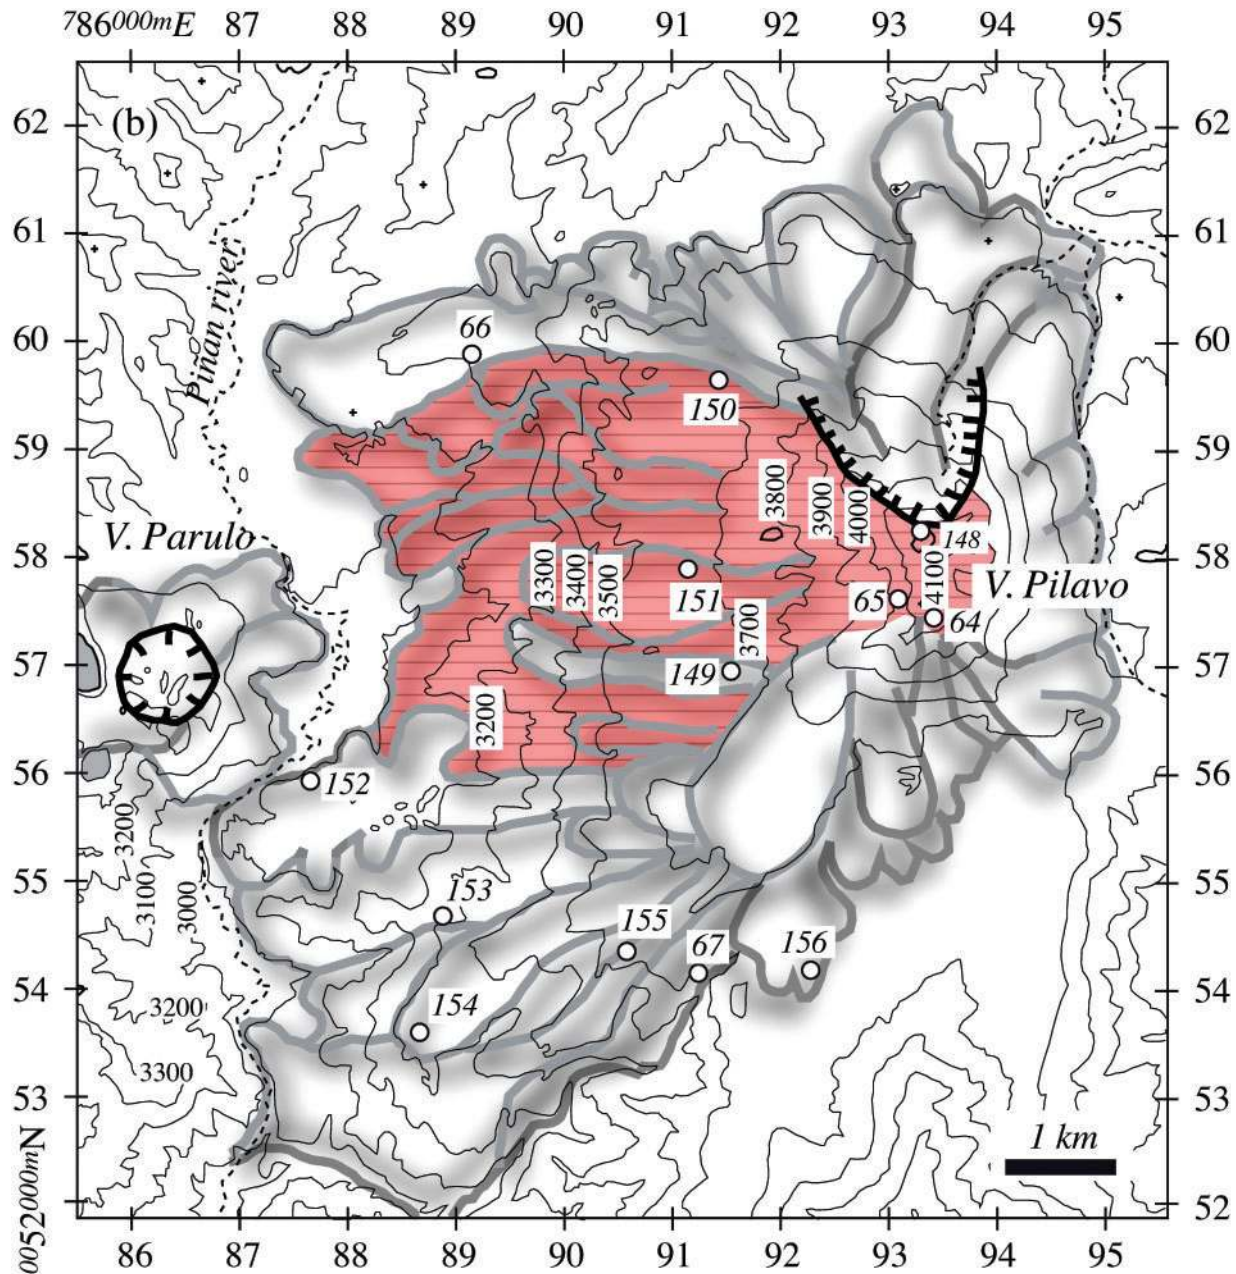 786000mE 87 88 89 90 91 92 93 94 95
(b)
62 62
61 61
Piñan river
60 66 60
150
59 59
3800 3900 4000
V. Parulo 148
58 58
3300 3400 3500 151 65 4100 V. Pilavo
3700 64
57 149 57
3200
56 152 56
3200
3100
3000
55 153 55
155 67 156
54 154 54
3200
3300
53 53
1 km
0052000mN 52
86 87 88 89 90 91 92 93 94 95